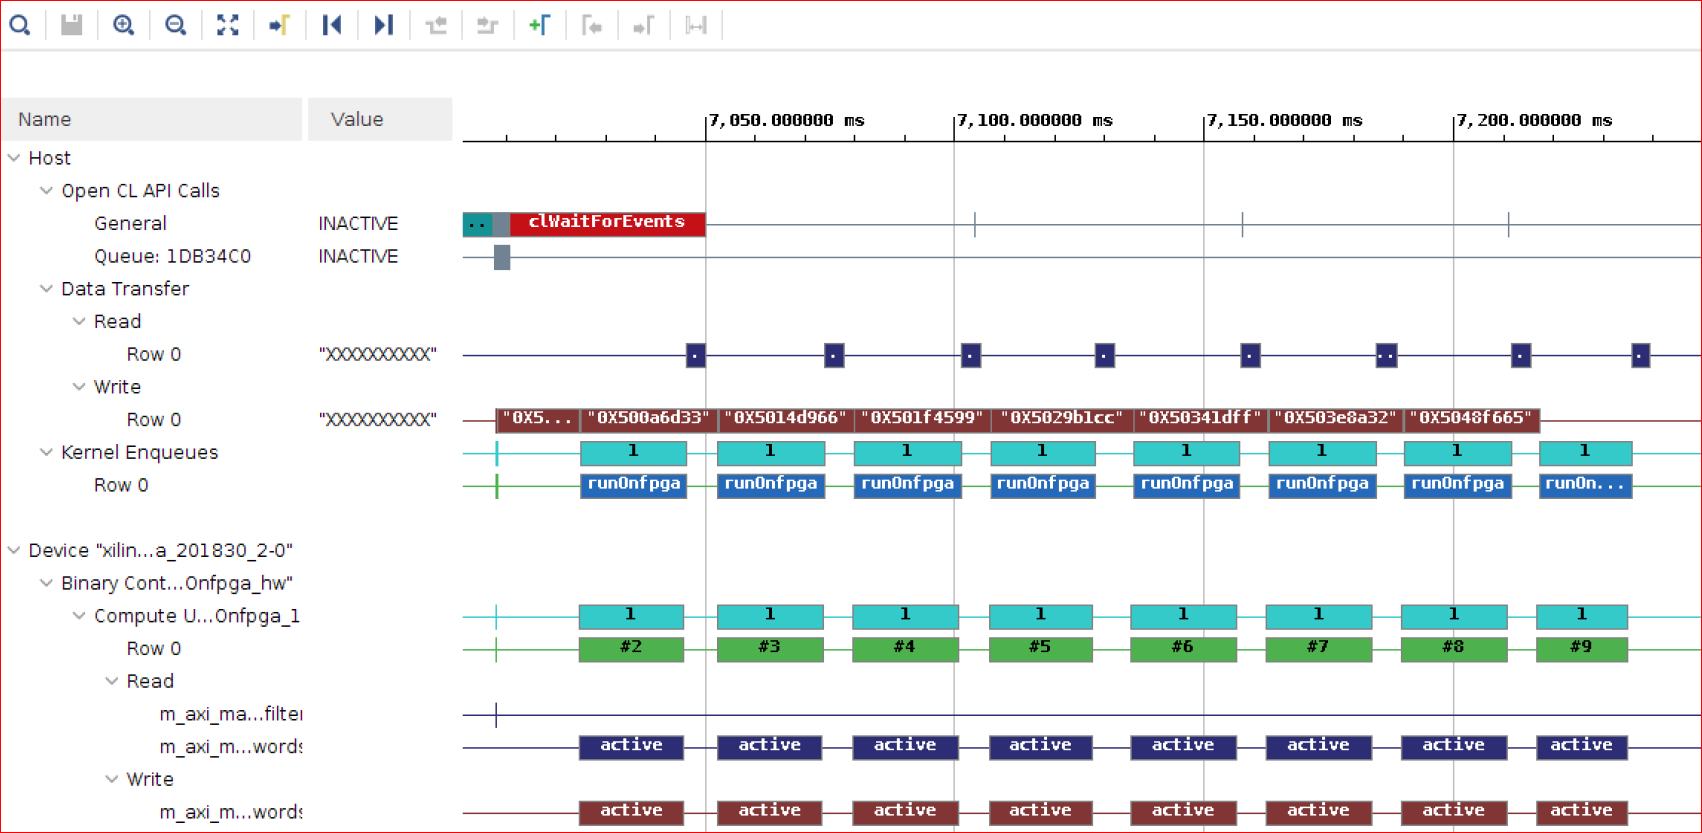 Name Value 7,050.000000 ms 7,100.000000 ms 7,150.000000 ms 7,200.000000 ms
Host
Open CL API Calls
General INACTIVE .. clWaitForEvents
Queue: 1DB34C0 INACTIVE
Data Transfer
Read
Row 0 "XXXXXXXXXX" . . . . . .. . .
Write
Row 0 "XXXXXXXXXX" "0X5... "0X500a6d33" "0X5014d966" "0X501f4599" "0X5029b1cc" "0X50341dff" "0X503e8a32" "0X5048f665"
Kernel Enqueues 1 1 1 1 1 1 1 1
Row 0 runOnfpga runOnfpga runOnfpga runOnfpga runOnfpga runOnfpga runOnfpga runOn...
Device "xilin...a_201830_2-0"
Binary Cont...Onfpga_hw"
Compute U...Onfpga_1 1 1 1 1 1 1 1 1
Row 0 #2 #3 #4 #5 #6 #7 #8 #9
Read
m_axi_ma...filter
m_axi_m...words active active active active active active active active
Write
m_axi_m...words active active active active active active active active